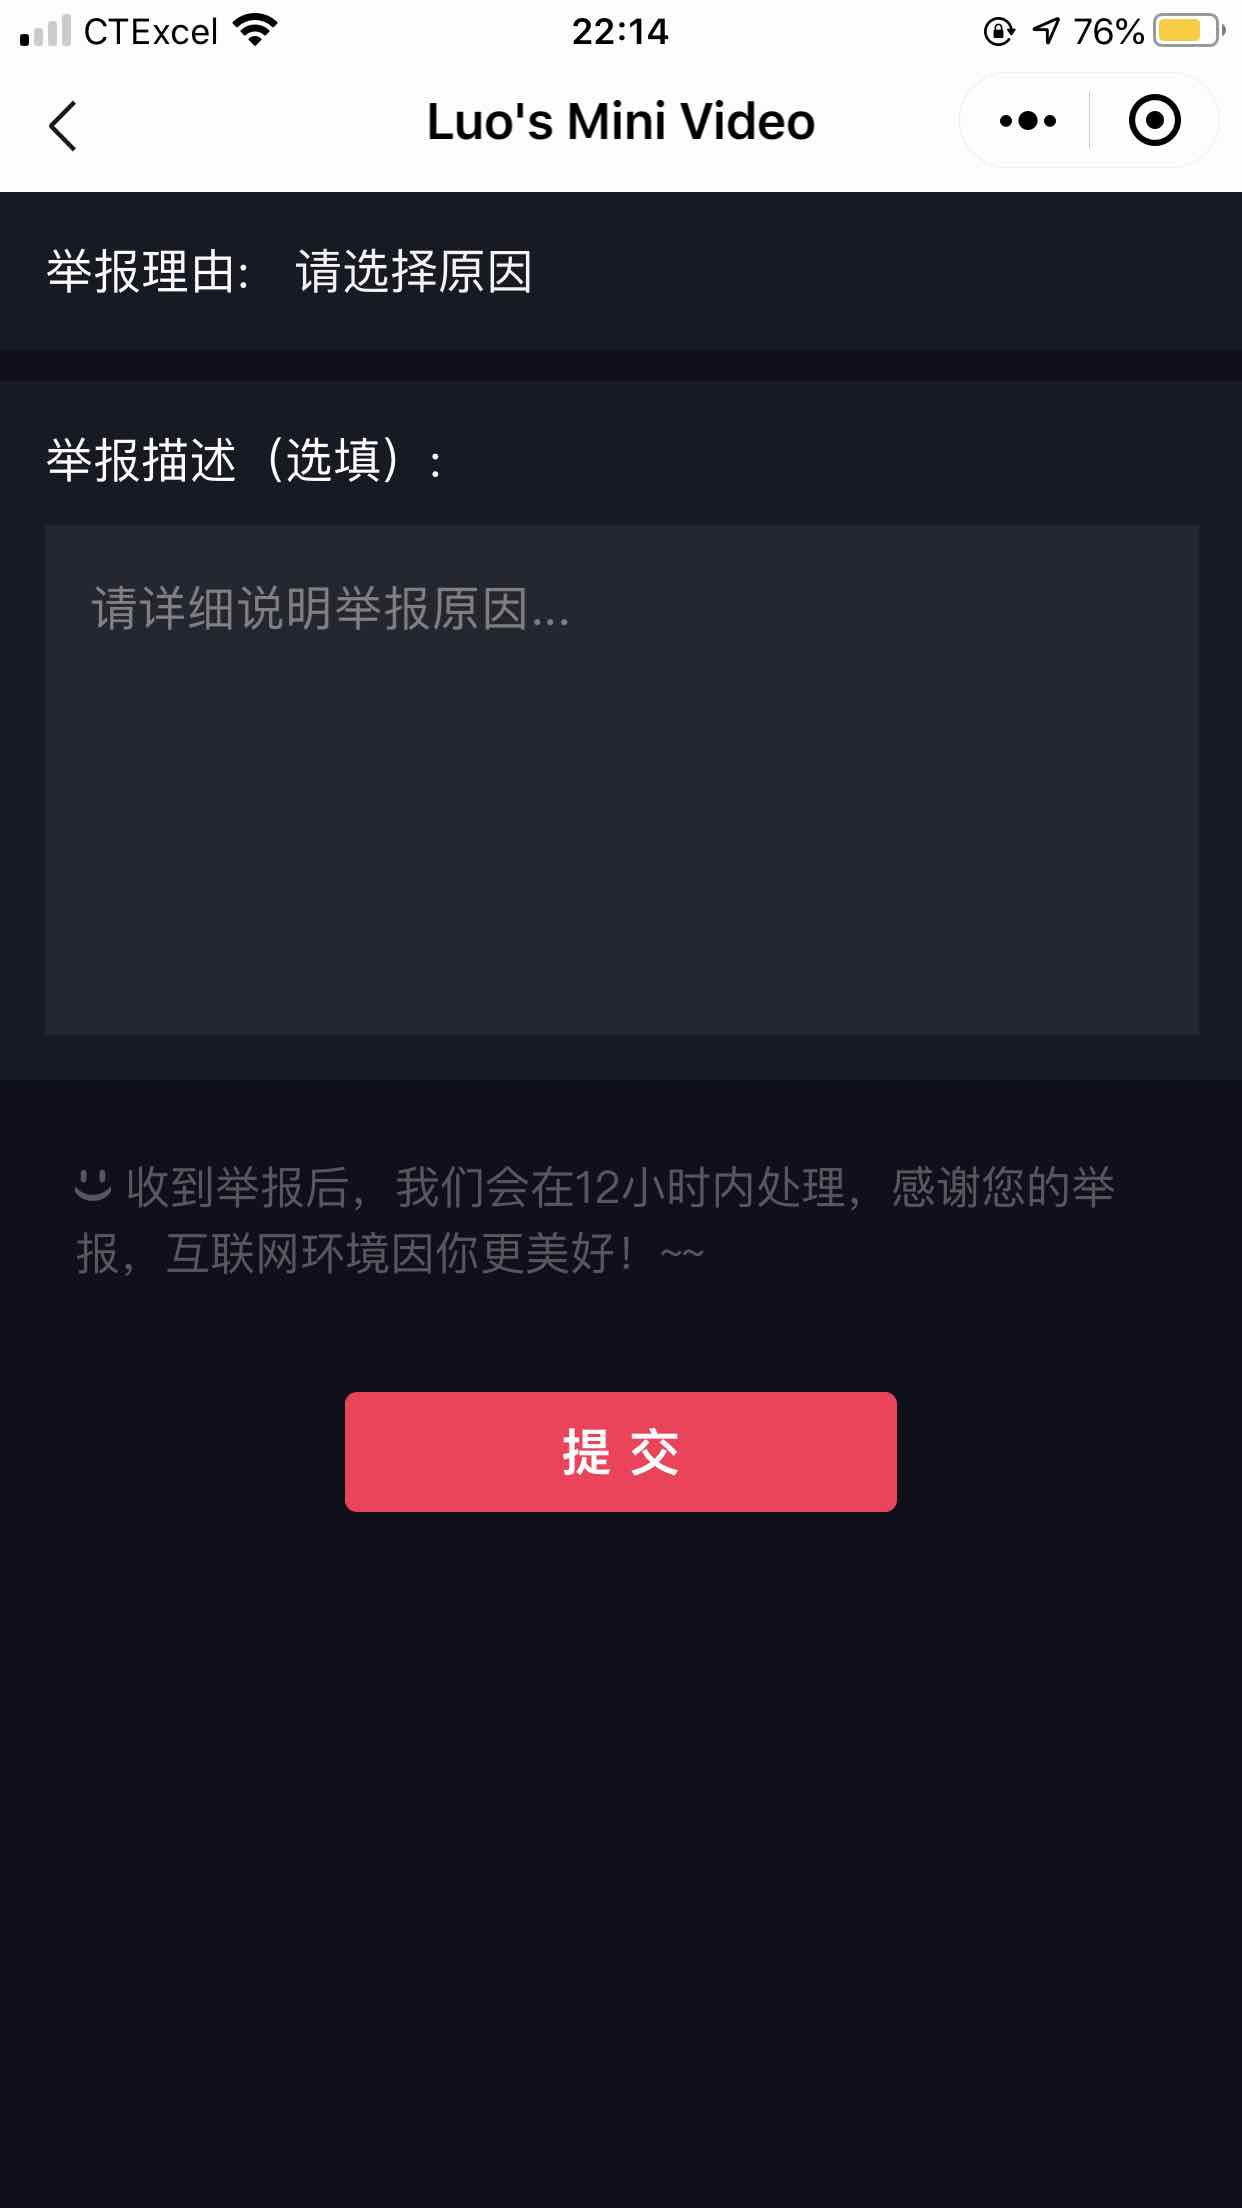 CTExcel 22:14 76%
Luo's Mini Video
举报理由: 请选择原因
举报描述（选填）:
请详细说明举报原因...
收到举报后，我们会在12小时内处理，感谢您的举
报，互联网环境因你更美好！~~
提交